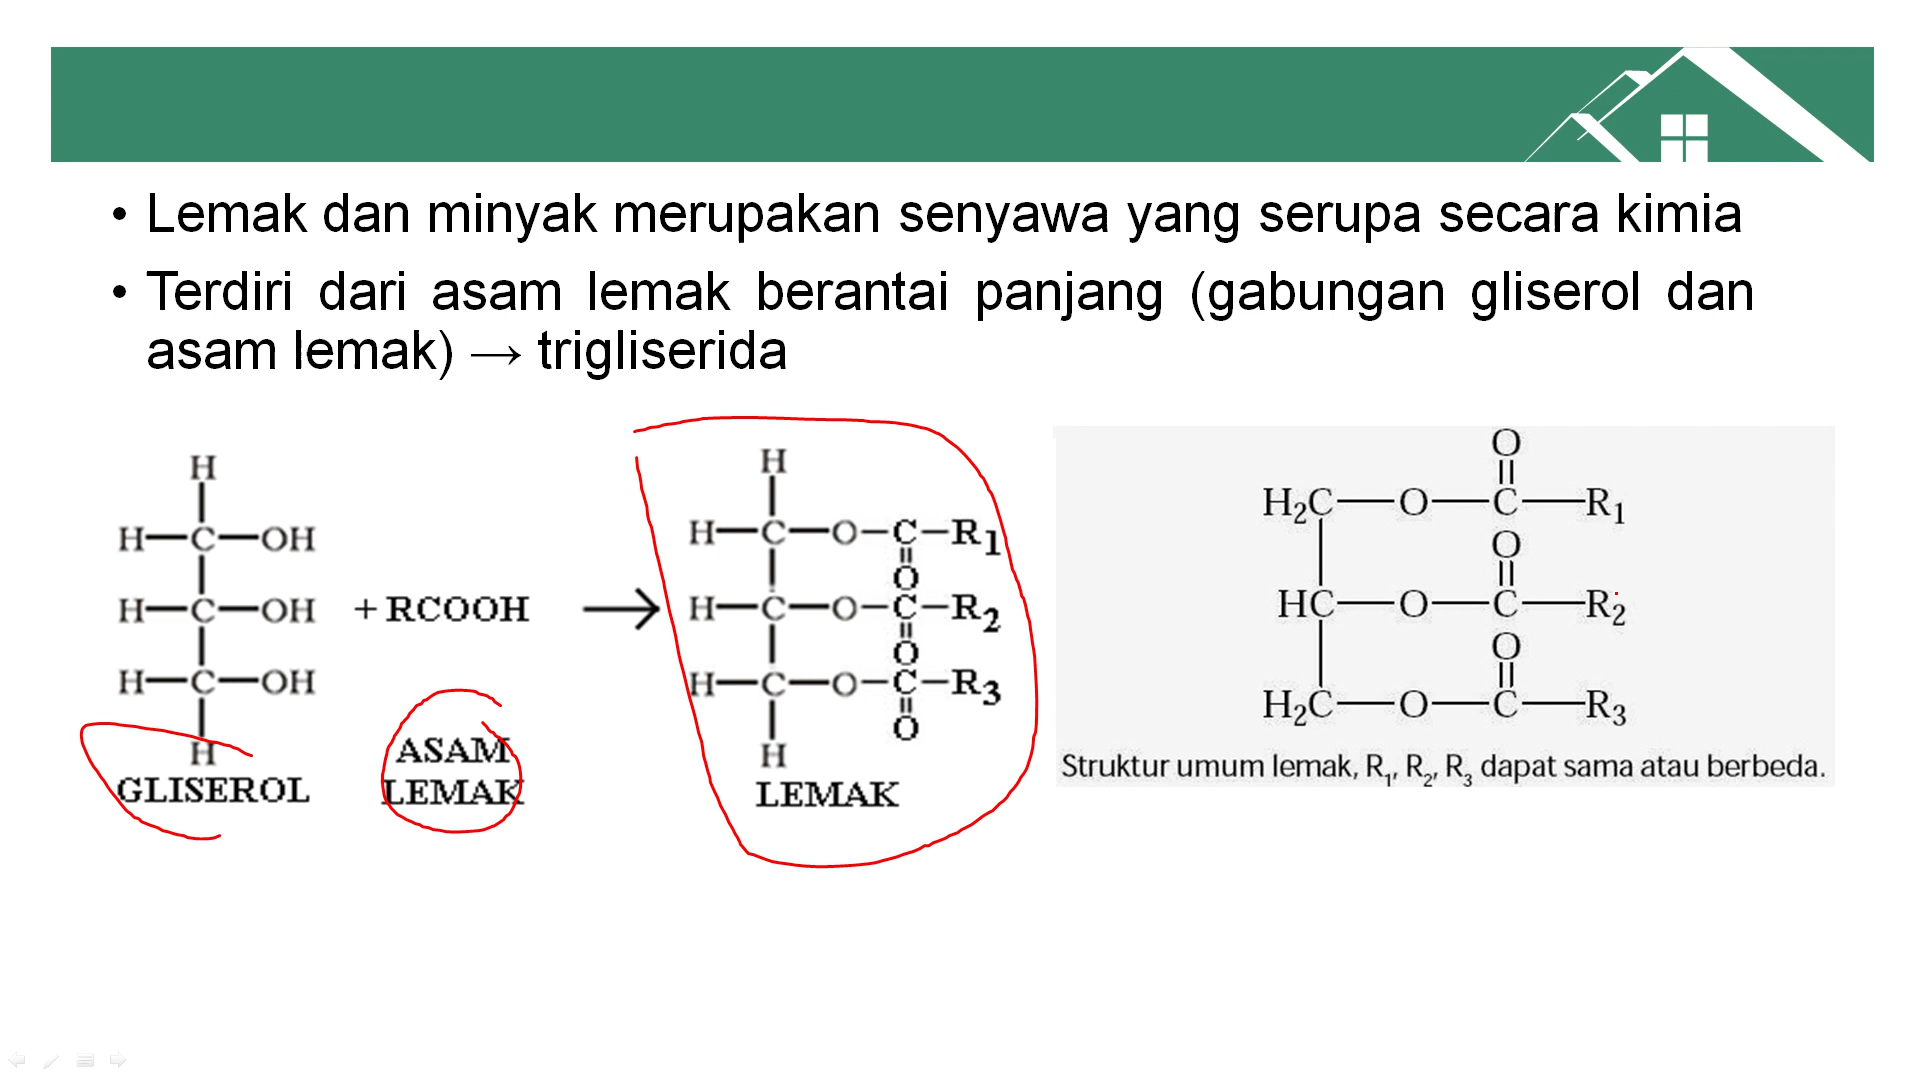 • Lemak dan minyak merupakan senyawa yang serupa secara kimia
• Terdiri dari asam lemak berantai panjang (gabungan gliserol dan
asam lemak) → trigliserida
H
H—C—OH
H—C—OH
H—C—OH
H
GLISEROL
+ RCOOH
ASAM
LEMAK
→
H
H—C—O—C—R1
O
H—C—O—C—R2
O
H—C—O—C—R3
O
H
LEMAK
O
H₂C—O—C—R₁
O
HC—O—C—R₂
O
H₂C—O—C—R₃
Struktur umum lemak, R₁, R₂, R₃ dapat sama atau berbeda.